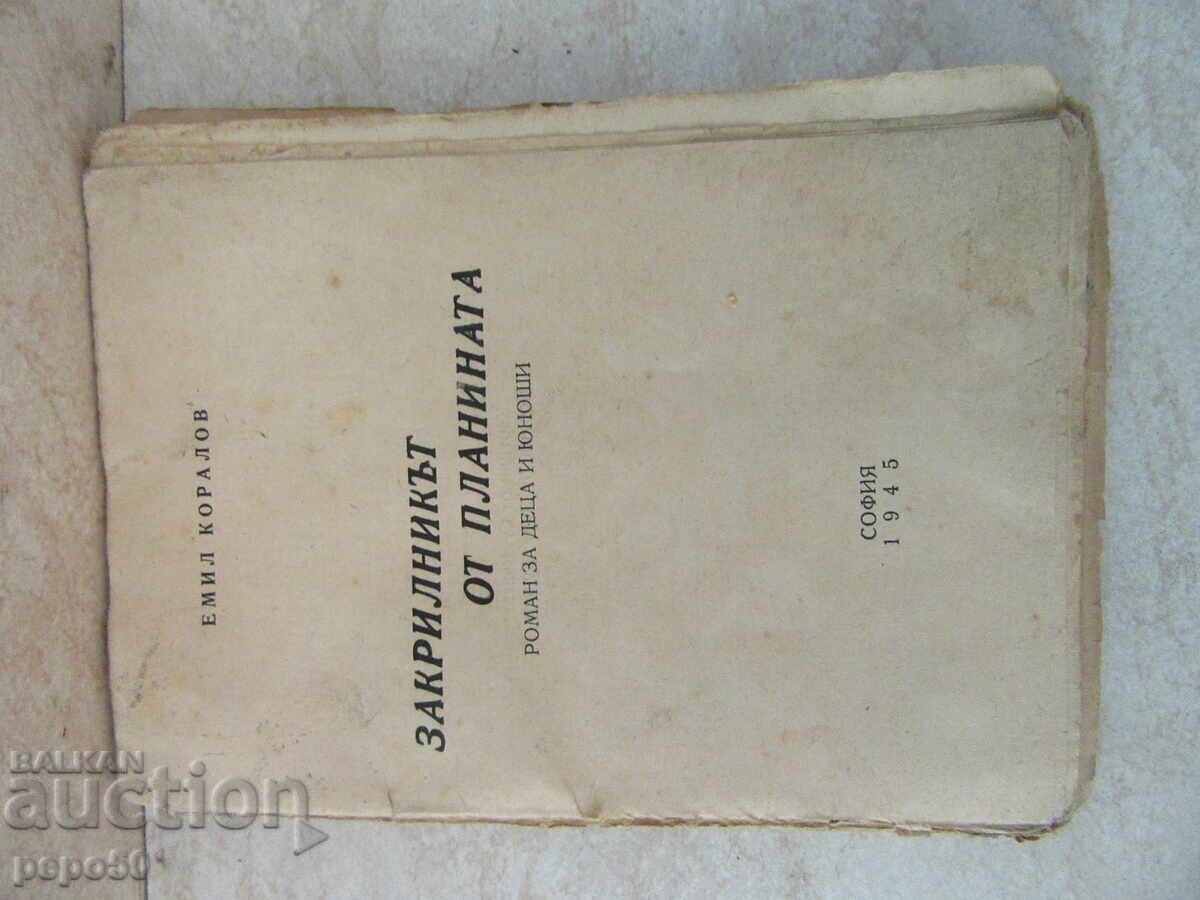 ЕМИЛ КОРАЛОВ
ЗАКРИЛНИКЪТ
ОТ ПЛАНИНАТА
РОМАН ЗА ДЕЦА И ЮНОШИ
СОФИЯ
1945
BALKAN
auction
pepo50